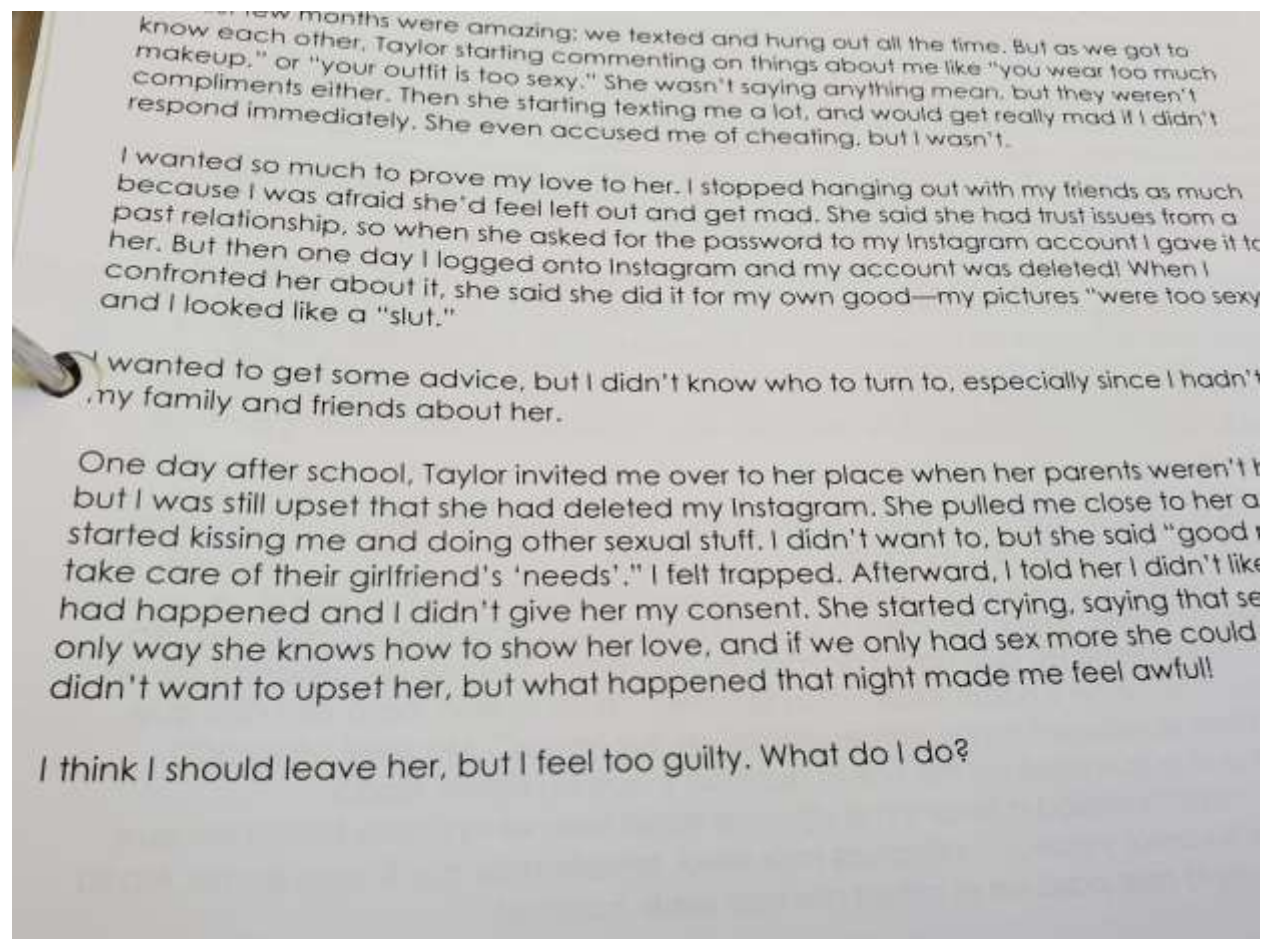 few months were amazing; we texted and hung out all the time. But as we got to
know each other, Taylor starting commenting on things about me like "you wear too much
makeup," or "your outfit is too sexy." She wasn't saying anything mean, but they weren't
compliments either. Then she starting texting me a lot, and would get really mad if I didn't
respond immediately. She even accused me of cheating, but I wasn't.
I wanted so much to prove my love to her. I stopped hanging out with my friends as much
because I was afraid she'd feel left out and get mad. She said she had trust issues from a
past relationship, so when she asked for the password to my Instagram account I gave it to
her. But then one day I logged onto Instagram and my account was deleted! When I
confronted her about it, she said she did it for my own good—my pictures "were too sexy
and I looked like a "slut."
I wanted to get some advice, but I didn't know who to turn to, especially since I hadn't
my family and friends about her.
One day after school, Taylor invited me over to her place when her parents weren't
but I was still upset that she had deleted my Instagram. She pulled me close to her
started kissing me and doing other sexual stuff. I didn't want to, but she said "good
take care of their girlfriend's 'needs'." I felt trapped. Afterward, I told her I didn't like
had happened and I didn't give her my consent. She started crying, saying that
only way she knows how to show her love, and if we only had sex more she could
didn't want to upset her, but what happened that night made me feel awful!
I think I should leave her, but I feel too guilty. What do I do?